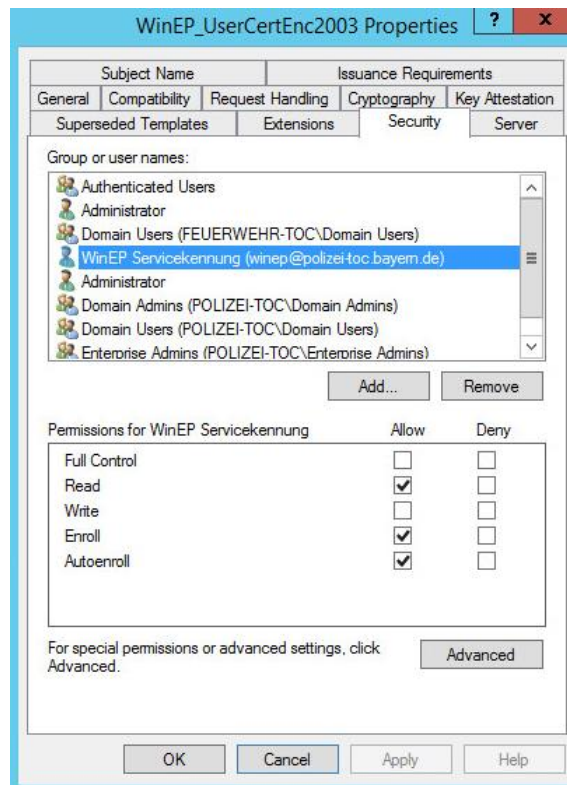 WinEP_UserCertEnc2003 Properties ? x
Subject Name Issuance Requirements
General Compatibility Request Handling Cryptography Key Attestation
Superseded Templates Extensions Security Server
Group or user names:
Authenticated Users
Administrator
Domain Users (FEUERWEHR-TOC\Domain Users)
WinEP Servicekennung (winep@polizei-toc.bayern.de)
Administrator
Domain Admins (POLIZEI-TOC\Domain Admins)
Domain Users (POLIZEI-TOC\Domain Users)
Enterprise Admins (POLIZEI-TOC\Enterprise Admins)
Add... Remove
Permissions for WinEP Servicekennung Allow Deny
Full Control
Read
Write
Enroll
Autoenroll
For special permissions or advanced settings, click
Advanced.
Advanced
OK Cancel Apply Help